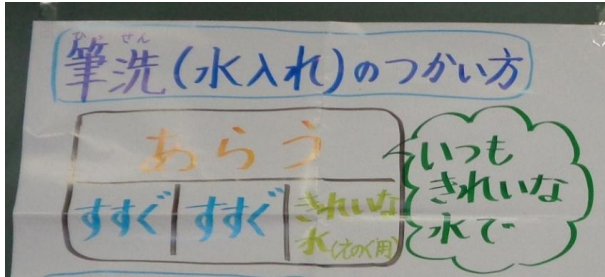 ひっせん
筆洗(水入れ)のつかい方
あらう
すすぐ
すすぐ
きれいな
水(えのぐ用)
いつも
きれいな
水で